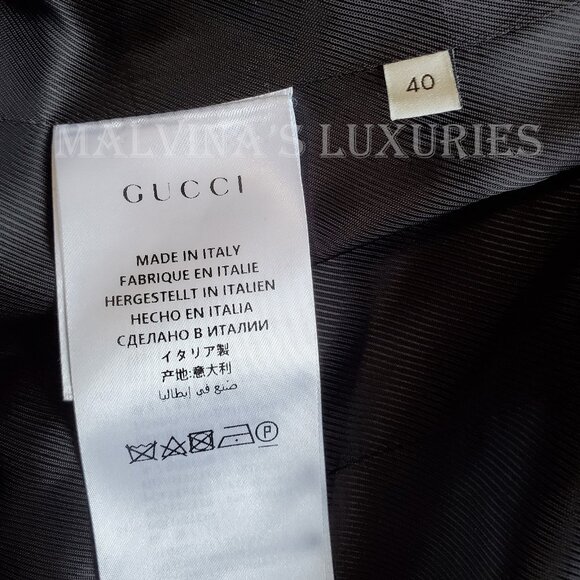 40
MALVINA'S LUXURIES
GUCCI
MADE IN ITALY
FABRIQUE EN ITALIE
HERGESTELLT IN ITALIEN
HECHO EN ITALIA
СДЕЛАНО В ИТАЛИИ
イタリア製
产地:意大利
صنع في إيطاليا
P